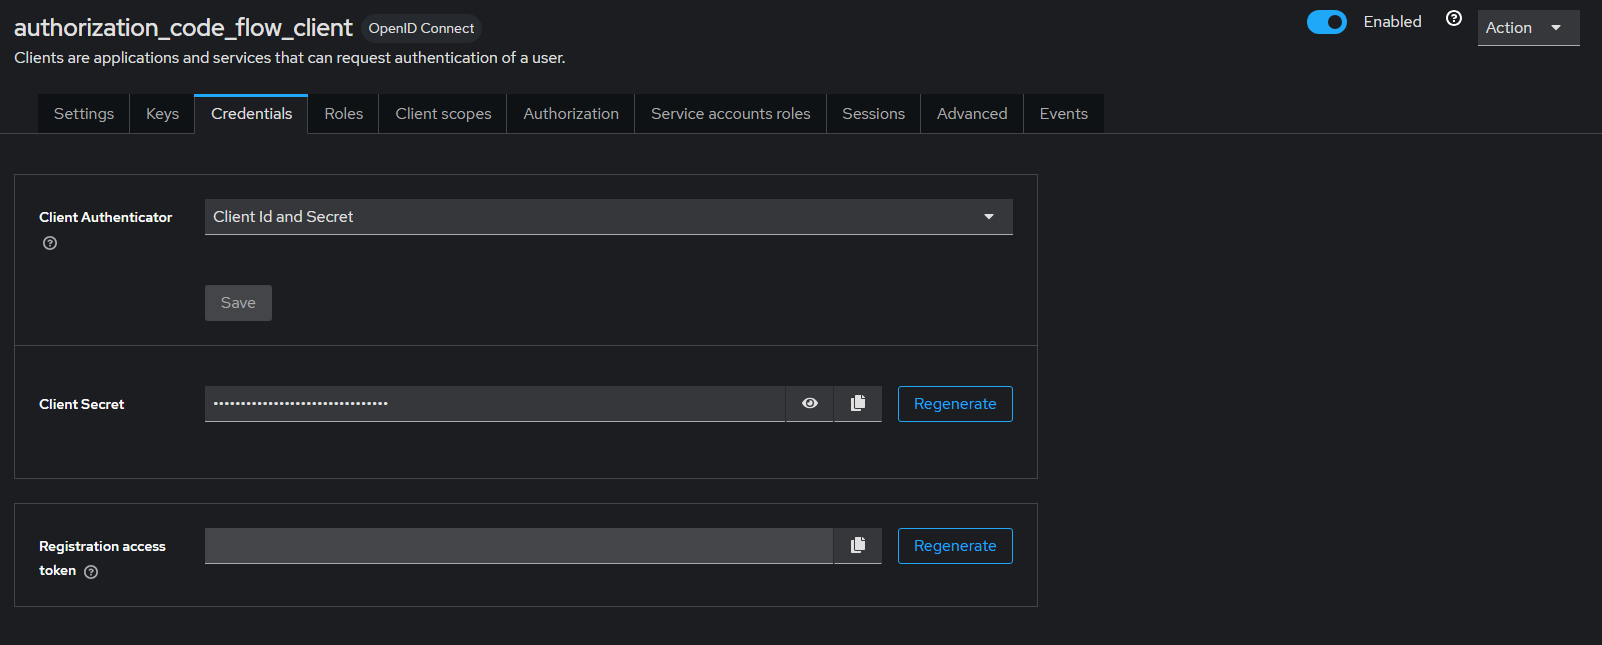 authorization_code_flow_client OpenID Connect Enabled Action
Clients are applications and services that can request authentication of a user.
Settings Keys Credentials Roles Client scopes Authorization Service accounts roles Sessions Advanced Events
Client Authenticator Client Id and Secret
Save
Client Secret •••••••••••••••••••••••••••••••• Regenerate
Registration access Regenerate
token